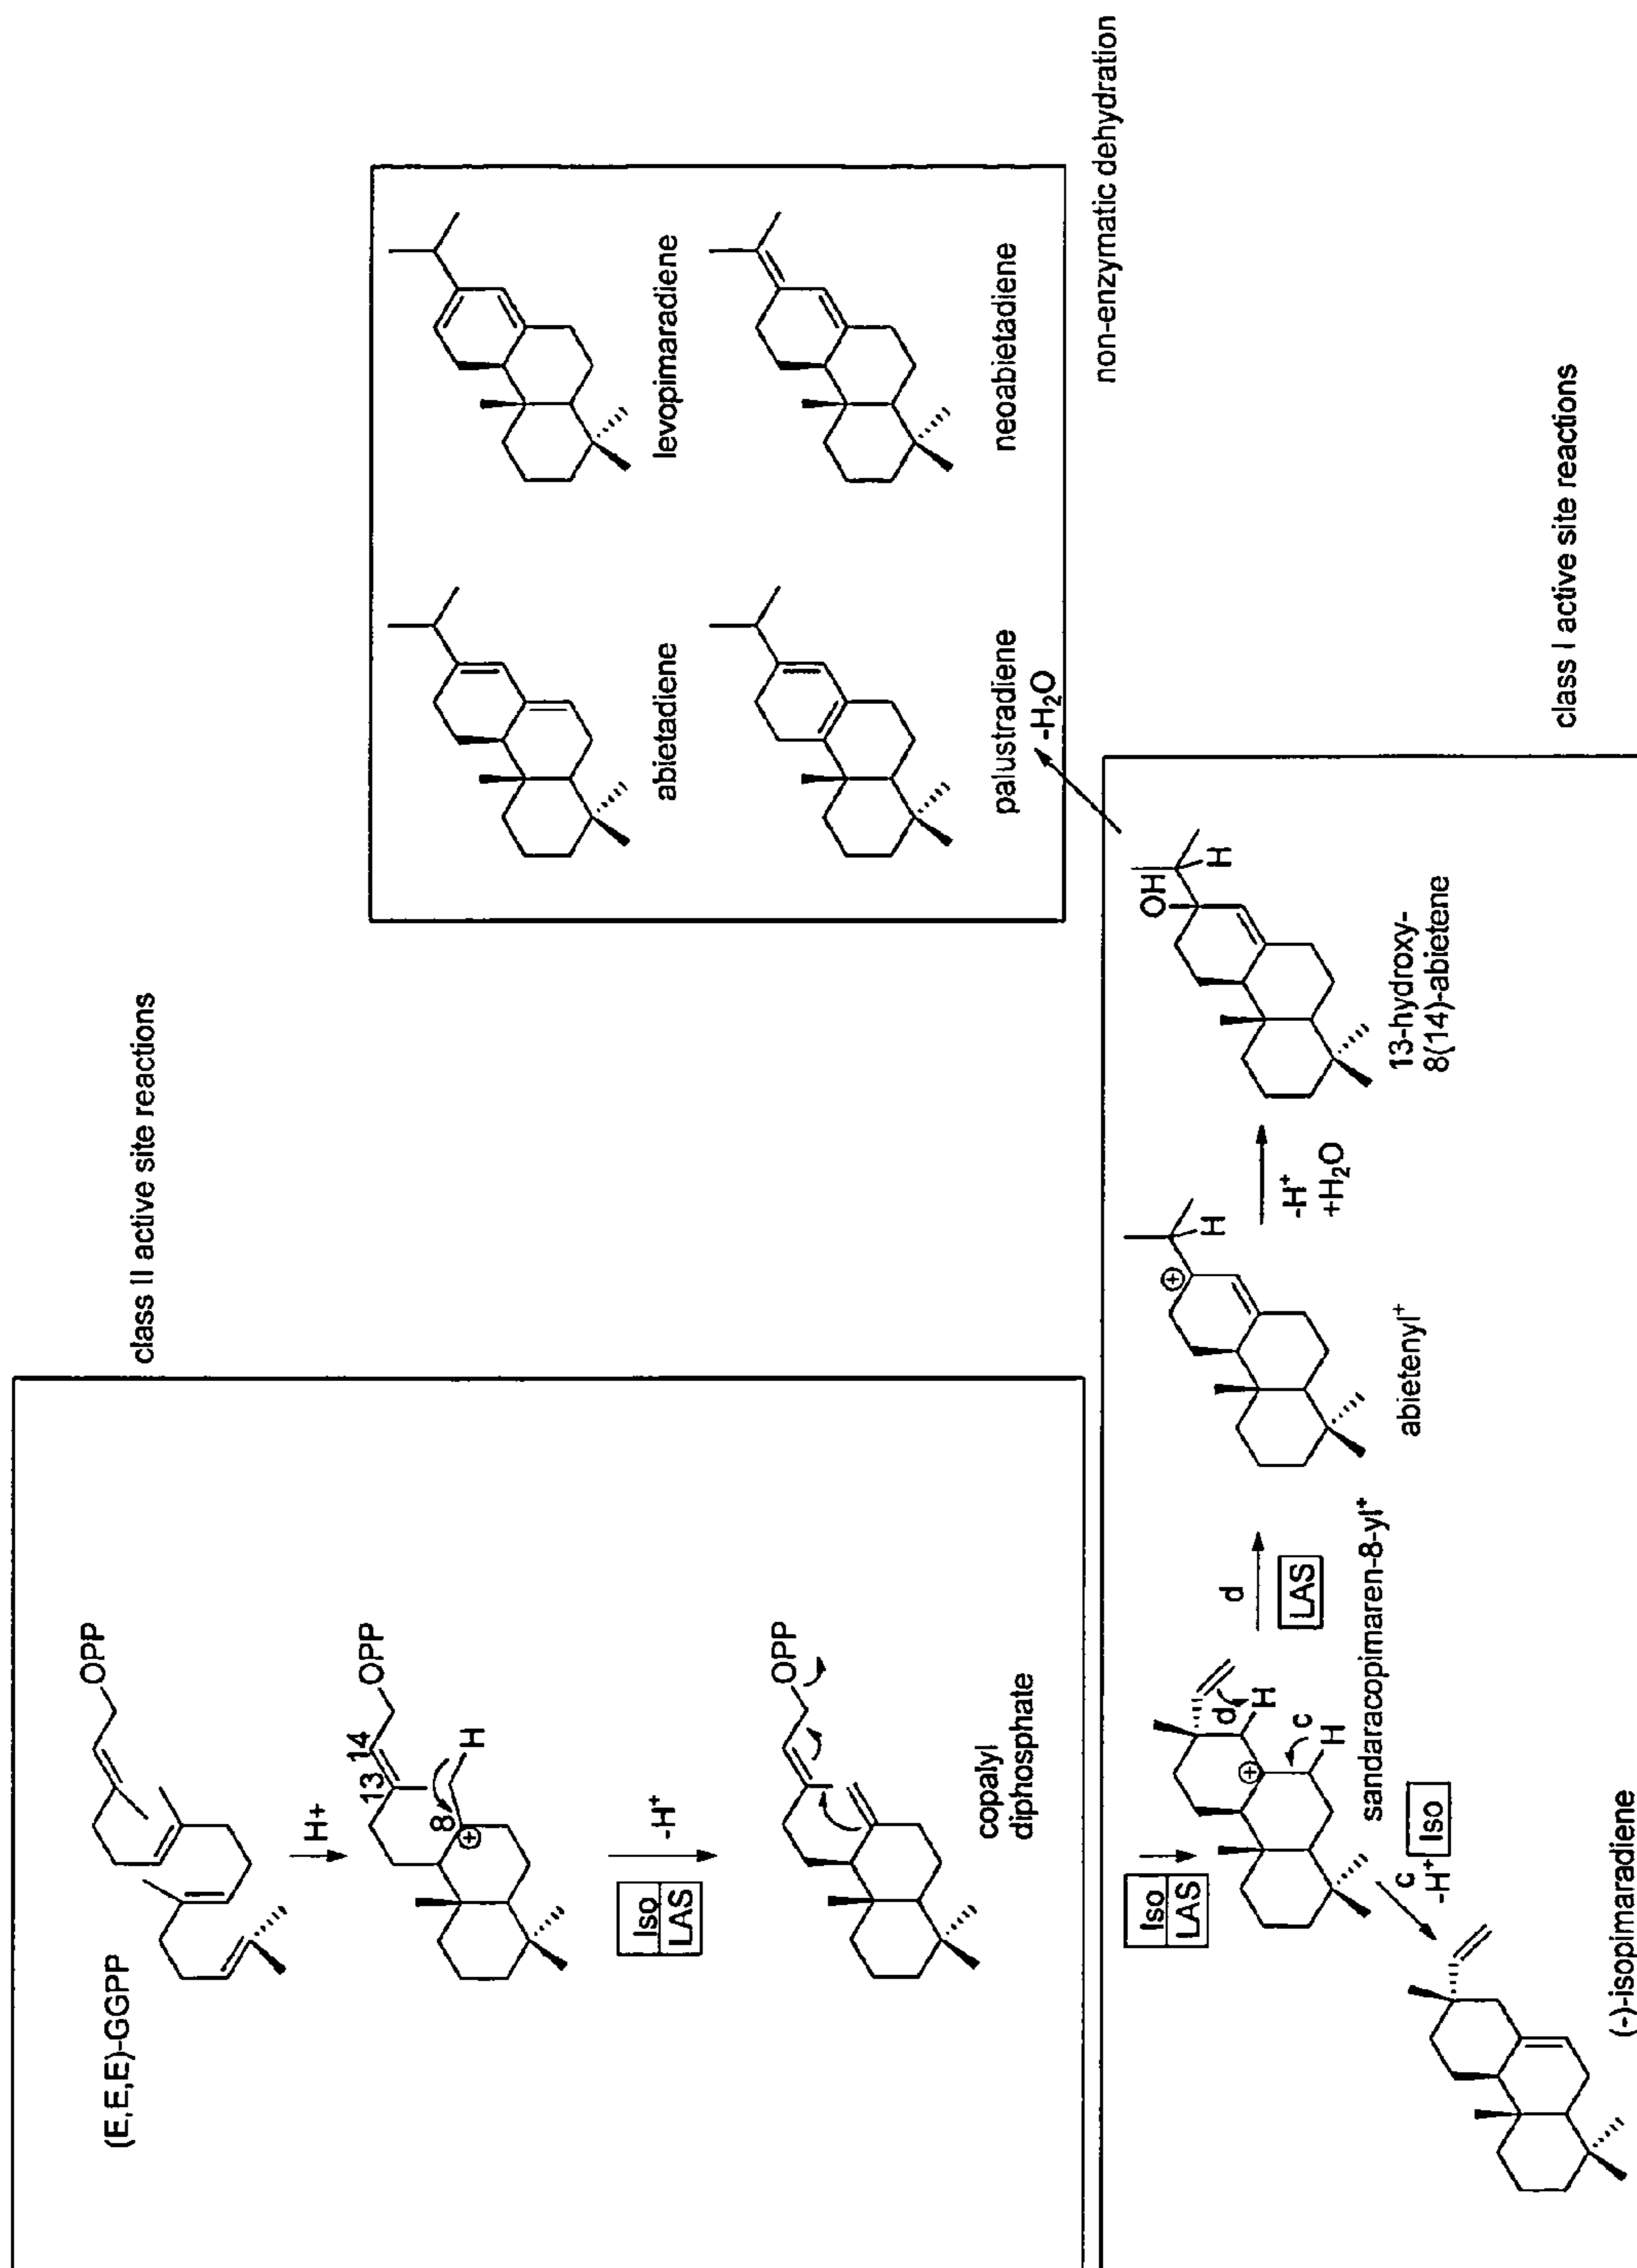 class II active site reactions
(E,E,E)-GGPP
OPP
H+
13
14
OPP
8
⊕
H
Iso
LAS
-H⁺
OPP
copalyl
diphosphate
abietadiene
levopimaradiene
palustradiene
neoabietadiene
-H₂O
non-enzymatic dehydration
Iso
LAS
⊕
d
H
c
H
sandaracopimaren-8-yl⁺
c
-H⁺
Iso
(-)-isopimaradiene
d
LAS
⊕
H
abietenyl⁺
-H⁺
+H₂O
OH
H
13-hydroxy-
8(14)-abietene
class I active site reactions